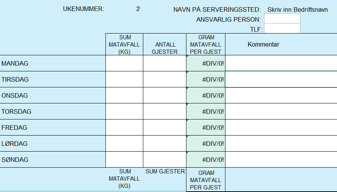 UKENUMMER: 2 NAVN PÅ SERVERINGSSTED: Skriv inn Bedriftsnavn
ANSVARLIG PERSON:
TLF:
SUM MATAVFALL (KG) ANTALL GJESTER GRAM MATAVFALL PER GJEST Kommentar
MANDAG #DIV/0!
TIRSDAG #DIV/0!
ONSDAG #DIV/0!
TORSDAG #DIV/0!
FREDAG #DIV/0!
LØRDAG #DIV/0!
SØNDAG #DIV/0!
SUM MATAVFALL (KG) SUM GJESTER GRAM MATAVFALL PER GJEST